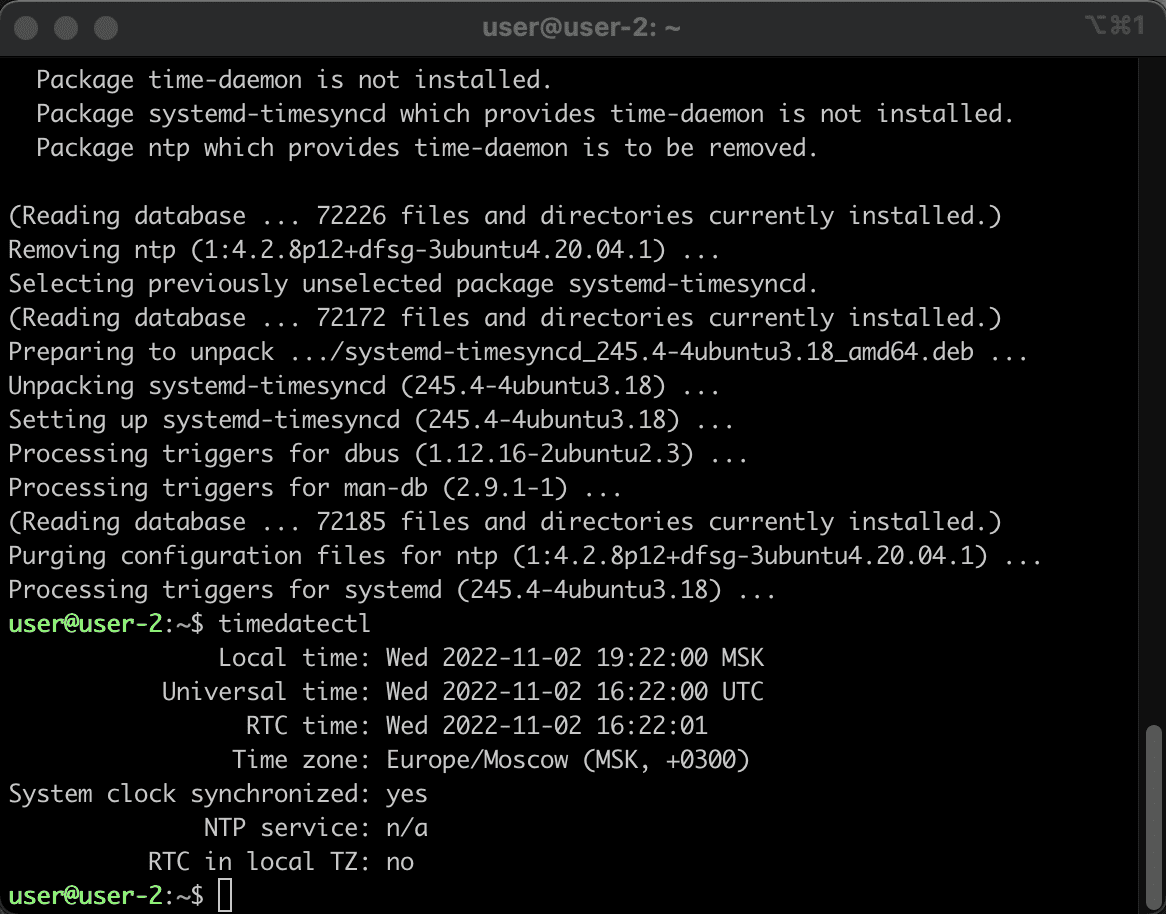 user@user-2: ~
⌥⌘1
Package time-daemon is not installed.
Package systemd-timesyncd which provides time-daemon is not installed.
Package ntp which provides time-daemon is to be removed.
(Reading database ... 72226 files and directories currently installed.)
Removing ntp (1:4.2.8p12+dfsg-3ubuntu4.20.04.1) ...
Selecting previously unselected package systemd-timesyncd.
(Reading database ... 72172 files and directories currently installed.)
Preparing to unpack .../systemd-timesyncd_245.4-4ubuntu3.18_amd64.deb ...
Unpacking systemd-timesyncd (245.4-4ubuntu3.18) ...
Setting up systemd-timesyncd (245.4-4ubuntu3.18) ...
Processing triggers for dbus (1.12.16-2ubuntu2.3) ...
Processing triggers for man-db (2.9.1-1) ...
(Reading database ... 72185 files and directories currently installed.)
Purging configuration files for ntp (1:4.2.8p12+dfsg-3ubuntu4.20.04.1) ...
Processing triggers for systemd (245.4-4ubuntu3.18) ...
user@user-2:~$ timedatectl
Local time: Wed 2022-11-02 19:22:00 MSK
Universal time: Wed 2022-11-02 16:22:00 UTC
RTC time: Wed 2022-11-02 16:22:01
Time zone: Europe/Moscow (MSK, +0300)
System clock synchronized: yes
NTP service: n/a
RTC in local TZ: no
user@user-2:~$